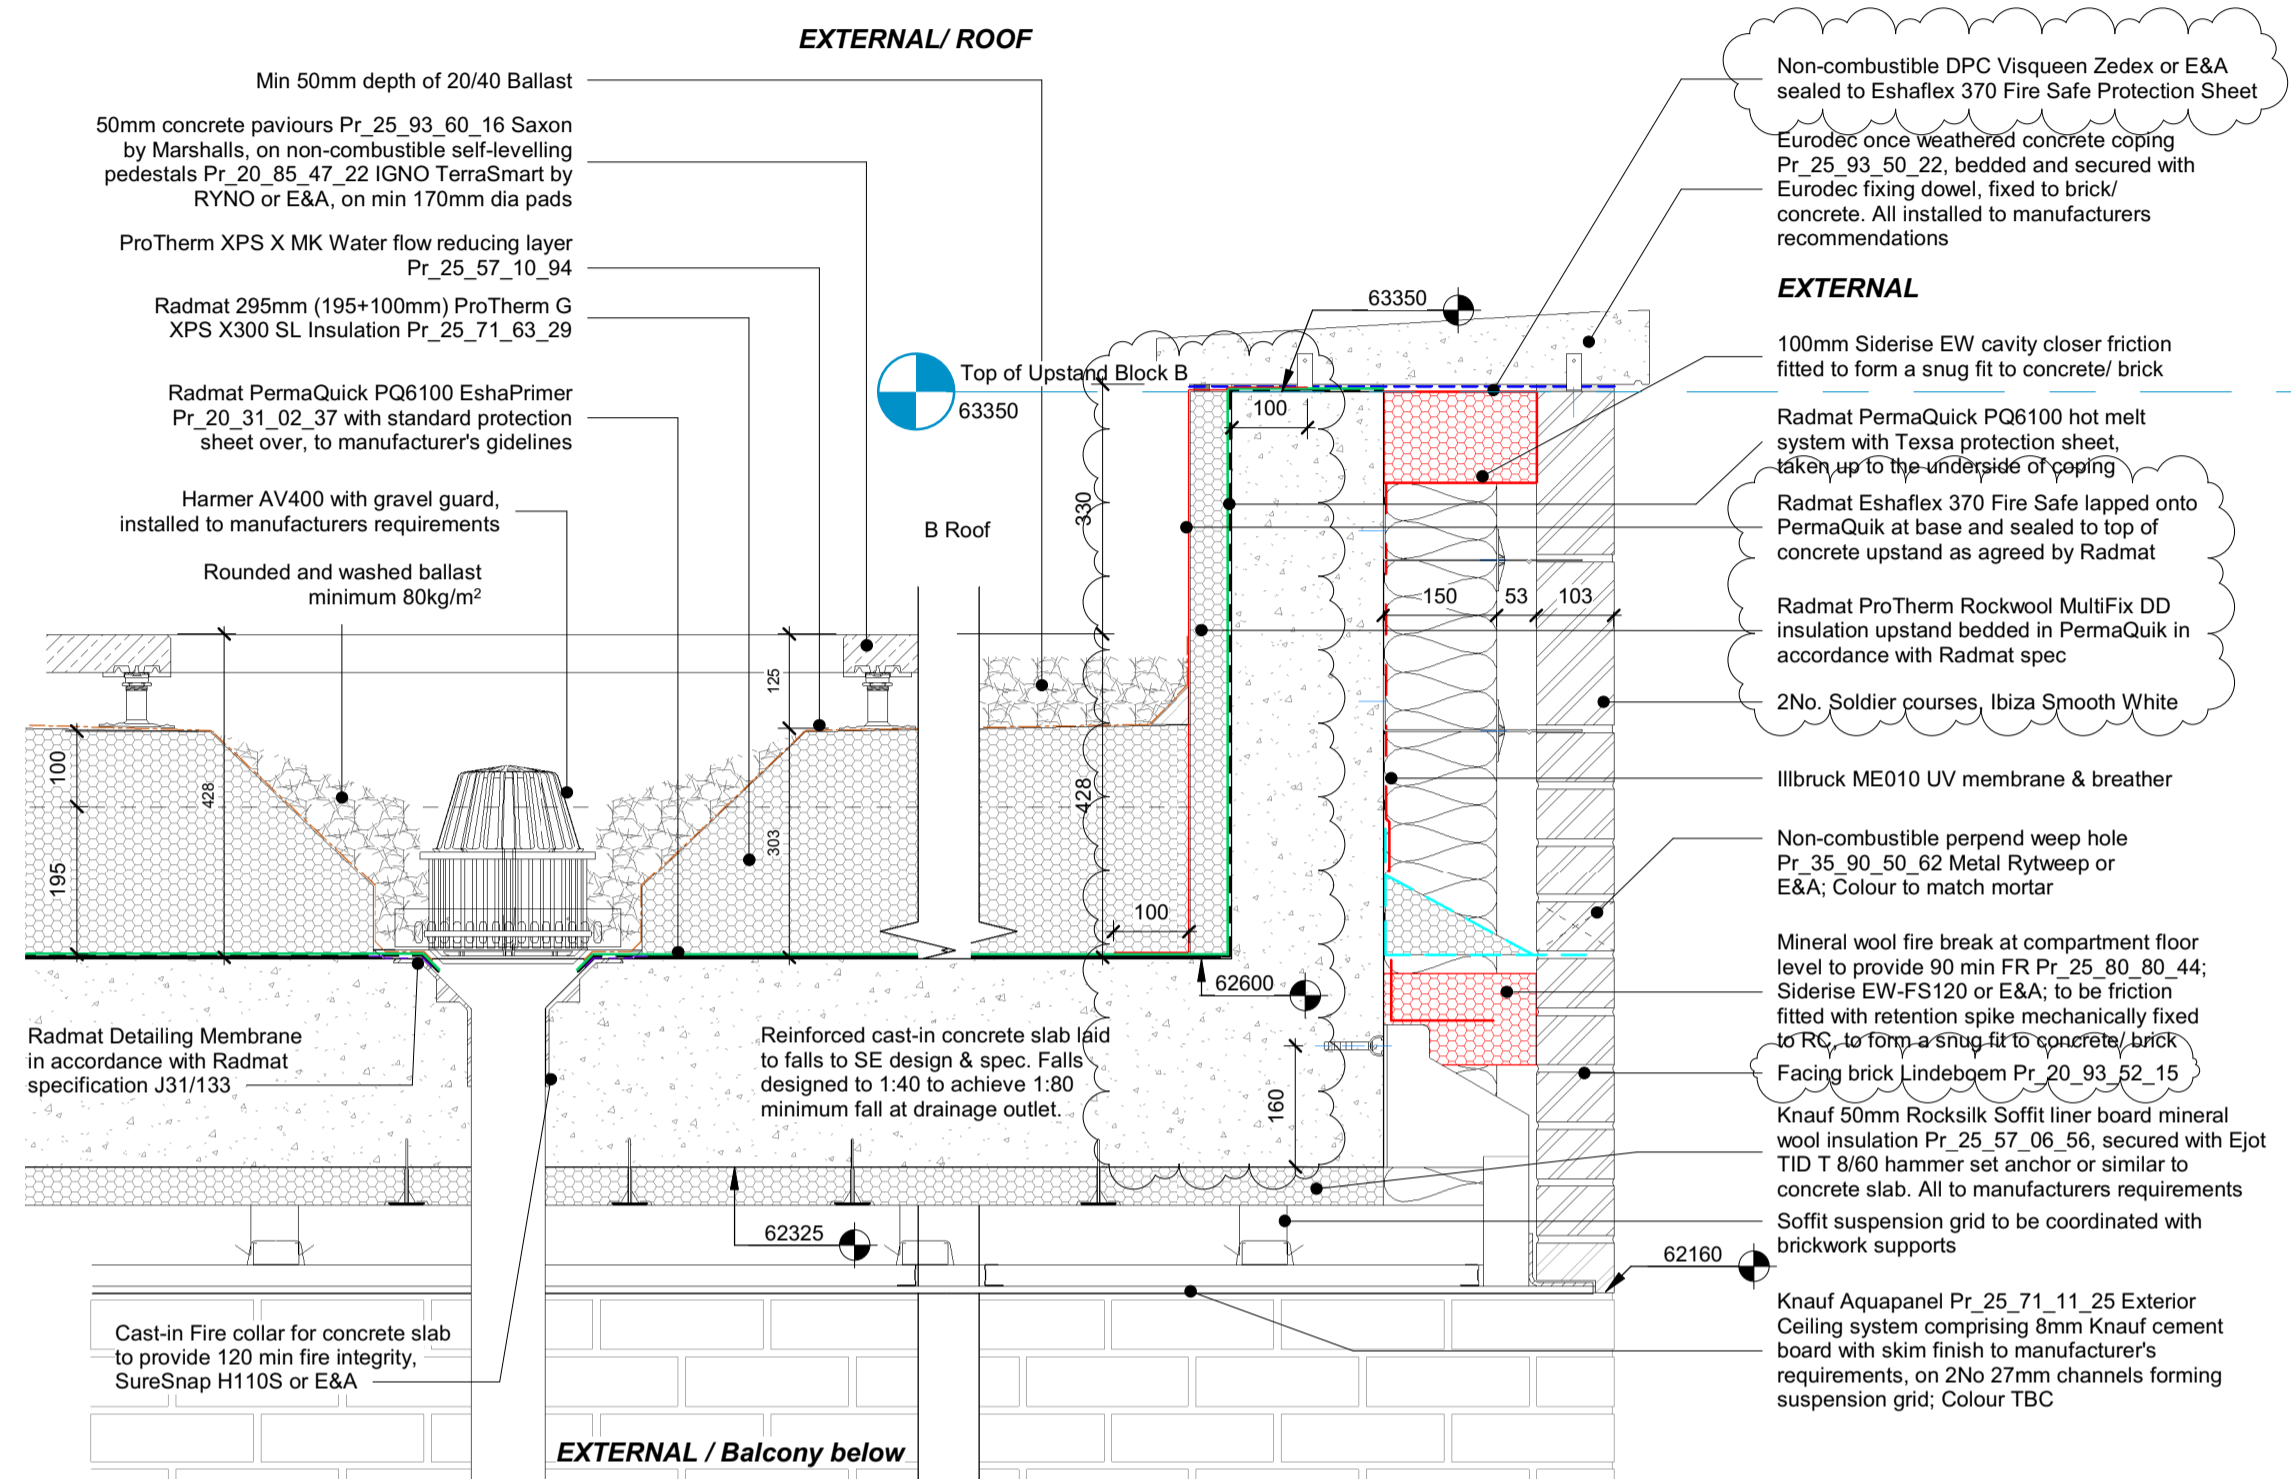 EXTERNAL/ ROOF
Min 50mm depth of 20/40 Ballast
50mm concrete paviours Pr_25_93_60_16 Saxon
by Marshalls, on non-combustible self-levelling
pedestals Pr_20_85_47_22 IGNO TerraSmart by
RYNO or E&A, on min 170mm dia pads
ProTherm XPS X MK Water flow reducing layer
Pr_25_57_10_94
Radmat 295mm (195+100mm) ProTherm G
XPS X300 SL Insulation Pr_25_71_63_29
Radmat PermaQuick PQ6100 EshaPrimer
Pr_20_31_02_37 with standard protection
sheet over, to manufacturer's gidelines
Harmer AV400 with gravel guard,
installed to manufacturers requirements
Rounded and washed ballast
minimum 80kg/m²
Top of Upstand Block B
63350
B Roof
63350
100
330
428
100
150
53
103
125
303
428
100
195
62600
160
62325
62160
Radmat Detailing Membrane
in accordance with Radmat
specification J31/133
Reinforced cast-in concrete slab laid
to falls to SE design & spec. Falls
designed to 1:40 to achieve 1:80
minimum fall at drainage outlet.
Cast-in Fire collar for concrete slab
to provide 120 min fire integrity,
SureSnap H110S or E&A
EXTERNAL / Balcony below
Non-combustible DPC Visqueen Zedex or E&A
sealed to Eshaflex 370 Fire Safe Protection Sheet
Eurodec once weathered concrete coping
Pr_25_93_50_22, bedded and secured with
Eurodec fixing dowel, fixed to brick/
concrete. All installed to manufacturers
recommendations
EXTERNAL
100mm Siderise EW cavity closer friction
fitted to form a snug fit to concrete/ brick
Radmat PermaQuick PQ6100 hot melt
system with Texsa protection sheet,
taken up to the underside of coping
Radmat Eshaflex 370 Fire Safe lapped onto
PermaQuik at base and sealed to top of
concrete upstand as agreed by Radmat
Radmat ProTherm Rockwool MultiFix DD
insulation upstand bedded in PermaQuik in
accordance with Radmat spec
2No. Soldier courses, Ibiza Smooth White
Illbruck ME010 UV membrane & breather
Non-combustible perpend weep hole
Pr_35_90_50_62 Metal Rytweep or
E&A; Colour to match mortar
Mineral wool fire break at compartment floor
level to provide 90 min FR Pr_25_80_80_44;
Siderise EW-FS120 or E&A; to be friction
fitted with retention spike mechanically fixed
to RC, to form a snug fit to concrete/ brick
Facing brick Lindeboem Pr_20_93_52_15
Knauf 50mm Rocksilk Soffit liner board mineral
wool insulation Pr_25_57_06_56, secured with Ejot
TID T 8/60 hammer set anchor or similar to
concrete slab. All to manufacturers requirements
Soffit suspension grid to be coordinated with
brickwork supports
Knauf Aquapanel Pr_25_71_11_25 Exterior
Ceiling system comprising 8mm Knauf cement
board with skim finish to manufacturer's
requirements, on 2No 27mm channels forming
suspension grid; Colour TBC